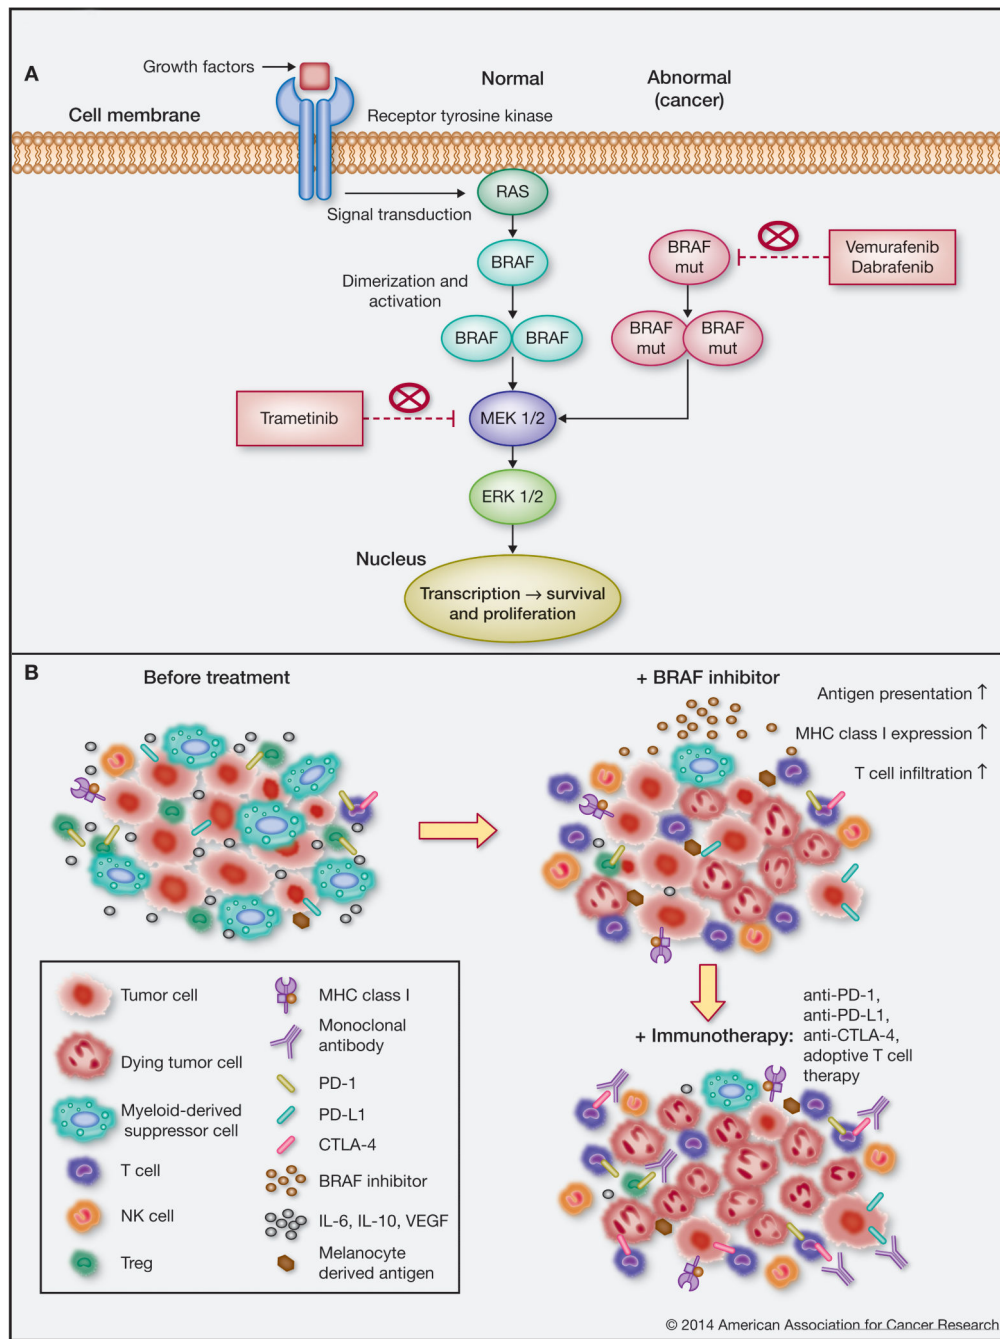 A
Growth factors
Normal
Abnormal
(cancer)
Cell membrane
Receptor tyrosine kinase
RAS
Signal transduction
BRAF
mut
Vemurafenib
Dabrafenib
BRAF
Dimerization and
activation
BRAF
BRAF
BRAF
mut
BRAF
mut
Trametinib
MEK 1/2
ERK 1/2
Nucleus
Transcription → survival
and proliferation
B
Before treatment
+ BRAF inhibitor
Antigen presentation ↑
MHC class I expression ↑
T cell infiltration ↑
+ Immunotherapy:
anti-PD-1,
anti-PD-L1,
anti-CTLA-4,
adoptive T cell
therapy
Tumor cell
Dying tumor cell
Myeloid-derived
suppressor cell
T cell
NK cell
Treg
MHC class I
Monoclonal
antibody
PD-1
PD-L1
CTLA-4
BRAF inhibitor
IL-6, IL-10, VEGF
Melanocyte
derived antigen
© 2014 American Association for Cancer Research